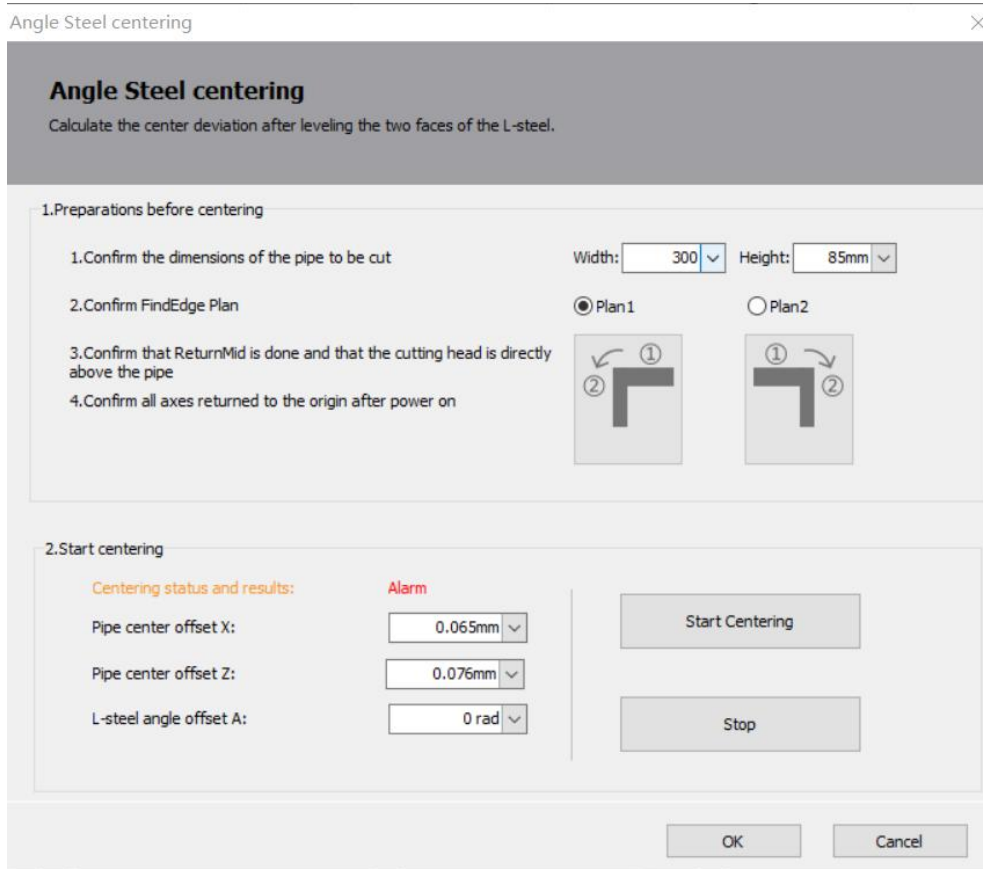 Angle Steel centering
Angle Steel centering
Calculate the center deviation after leveling the two faces of the L-steel.
1.Preparations before centering
1.Confirm the dimensions of the pipe to be cut
Width: 300 Height: 85mm
2.Confirm FindEdge Plan
Plan1 Plan2
3.Confirm that ReturnMid is done and that the cutting head is directly
above the pipe
① ②
① ②
4.Confirm all axes returned to the origin after power on
2.Start centering
Centering status and results: Alarm
Pipe center offset X: 0.065mm
Start Centering
Pipe center offset Z: 0.076mm
L-steel angle offset A: 0 rad
Stop
OK Cancel